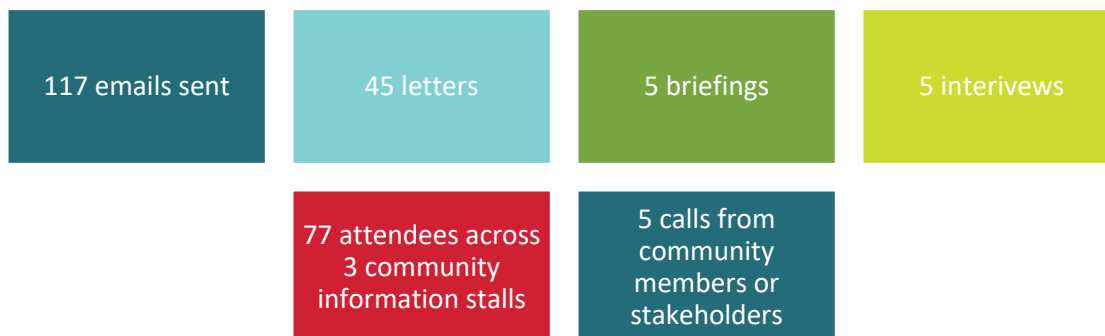 117 emails sent
45 letters
5 briefings
5 interivews
77 attendees across
3 community
information stalls
5 calls from
community
members or
stakeholders